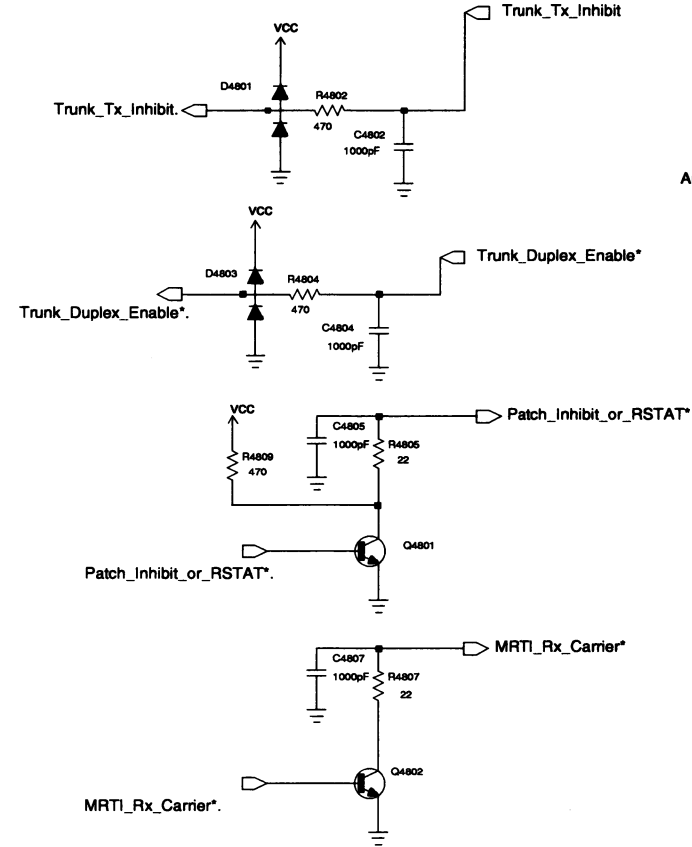 Trunk_Tx_Inhibit
VCC
D4801
R4802
Trunk_Tx_Inhibit.
470
C4802
1000pF
A
VCC
Trunk_Duplex_Enable*
D4803
R4804
Trunk_Duplex_Enable*.
470
C4804
1000pF
VCC
C4805
1000pF
Patch_Inhibit_or_RSTAT*
R4805
22
R4809
470
Q4801
Patch_Inhibit_or_RSTAT*.
MRTI_Rx_Carrier*
C4807
1000pF
R4807
22
Q4802
MRTI_Rx_Carrier*.